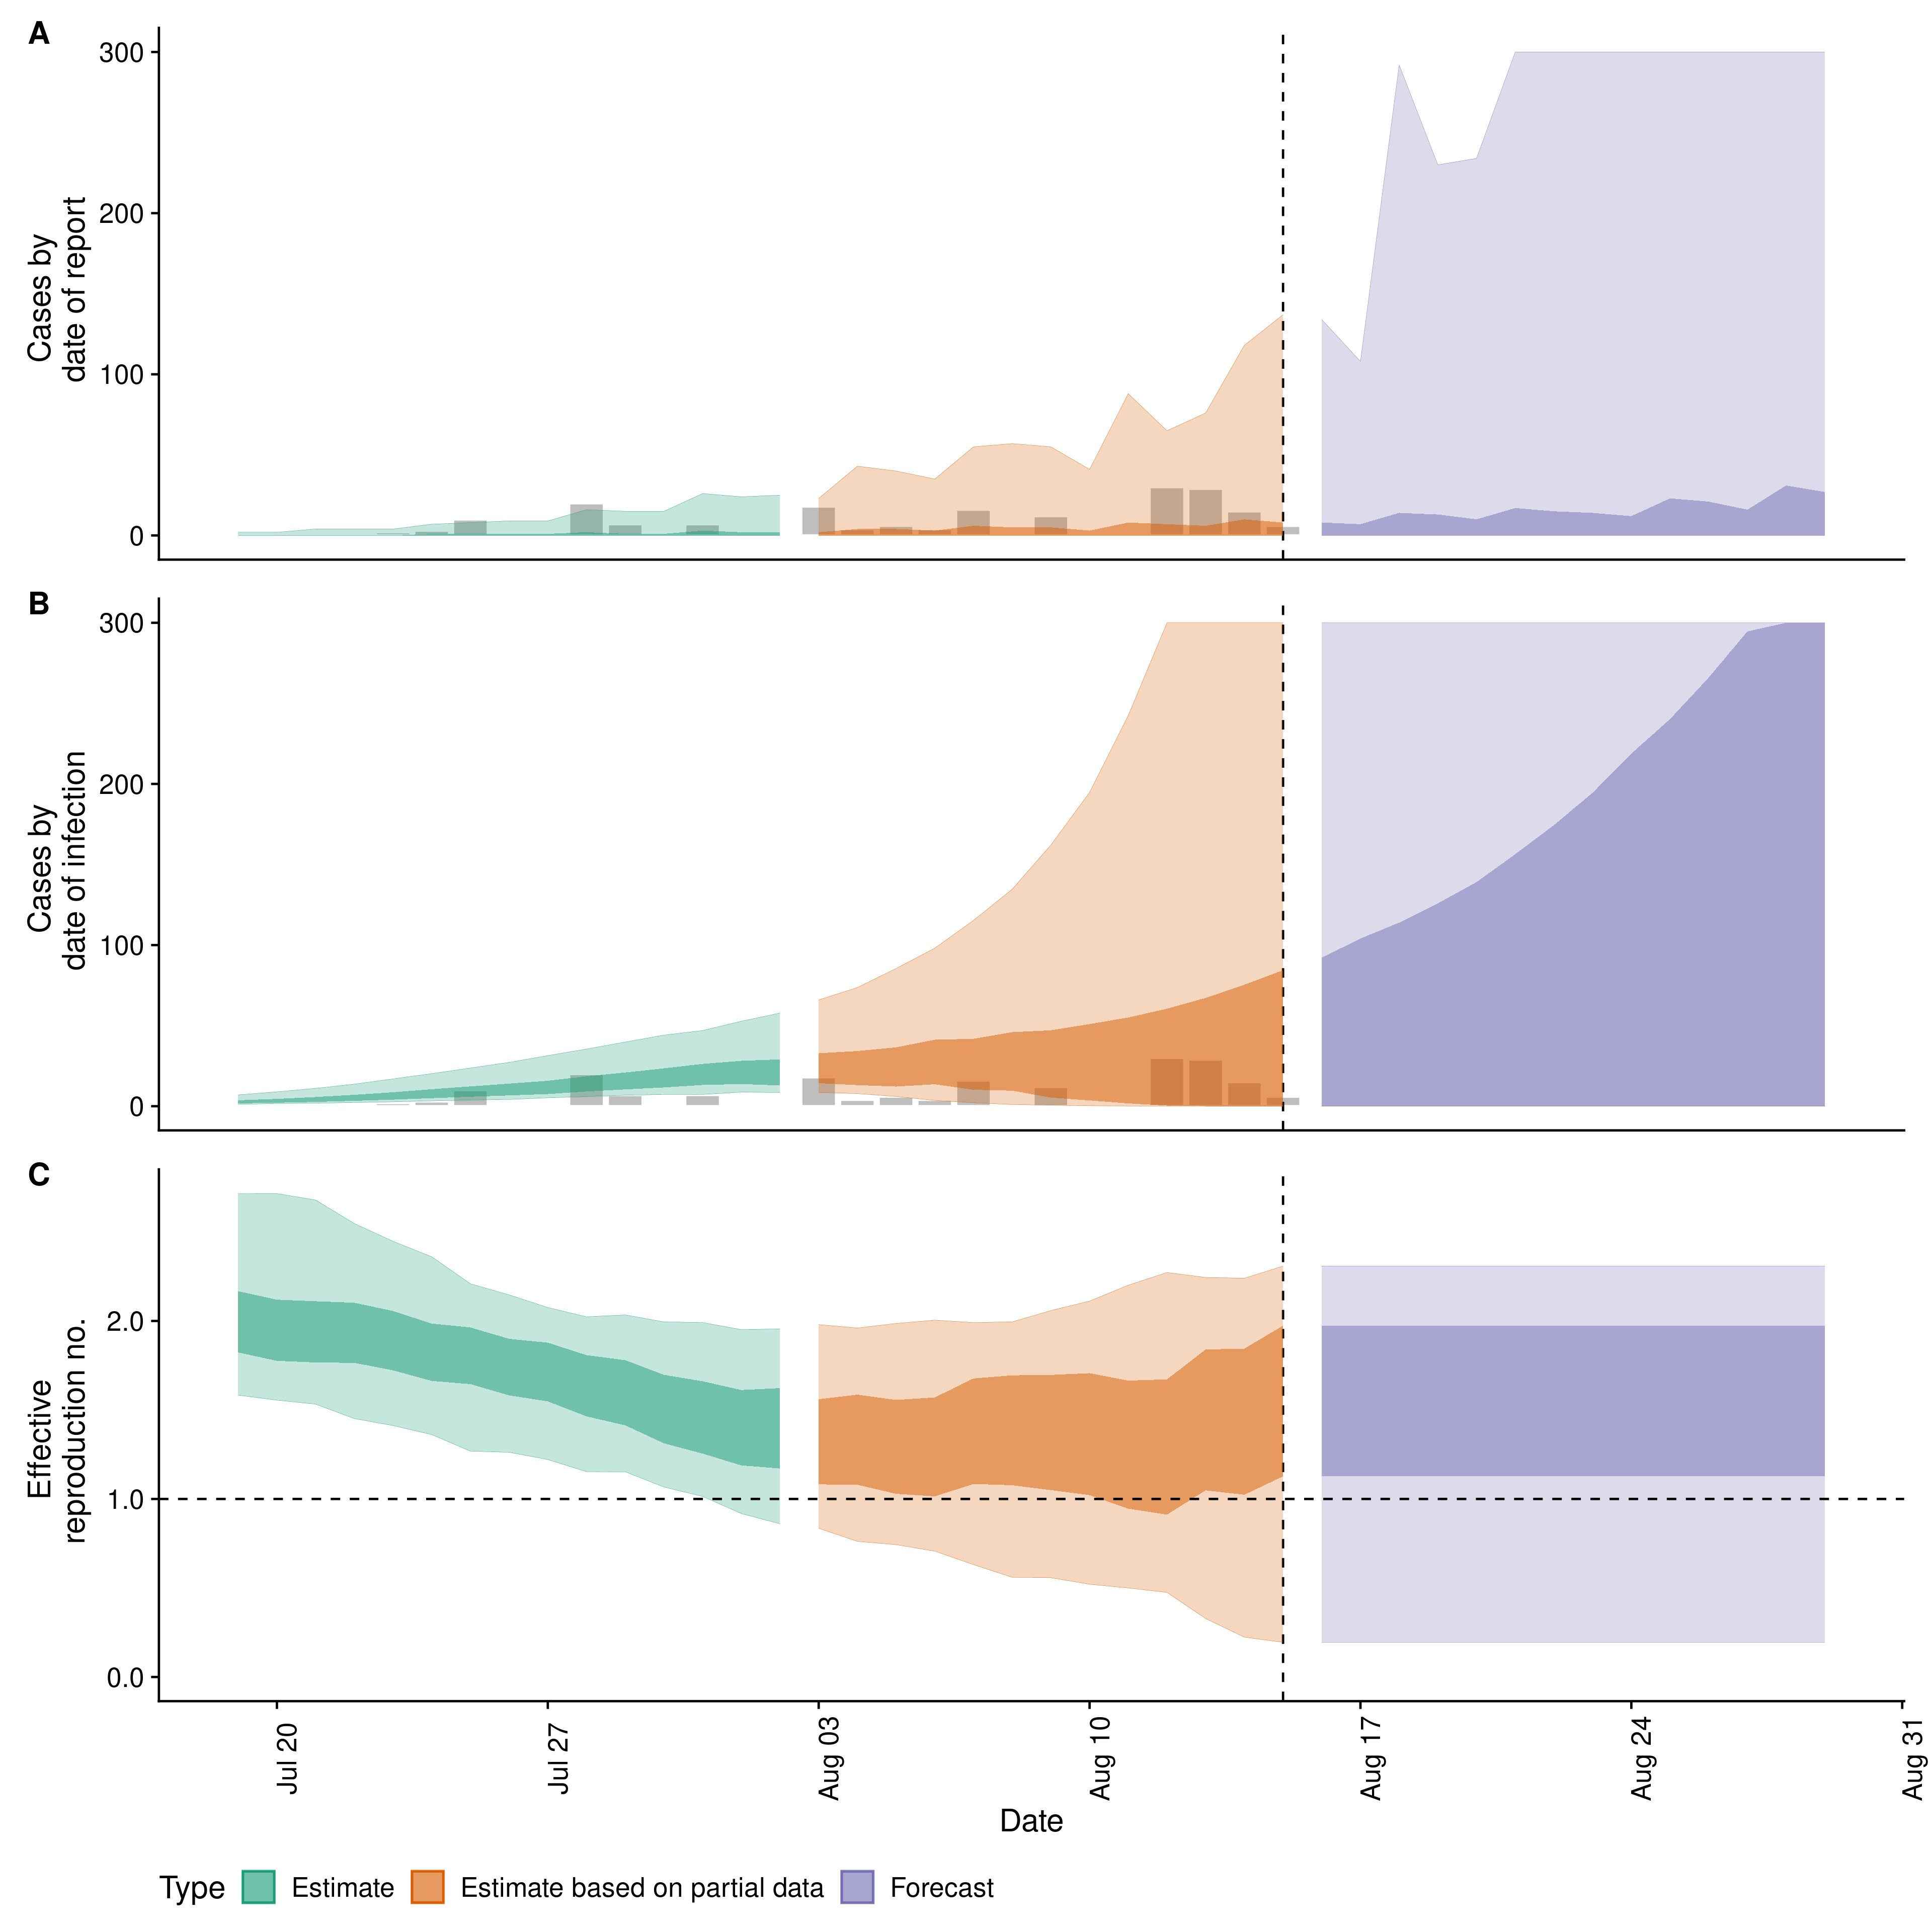 A
Cases by
date of report
300
200
100
0
B
Cases by
date of infection
300
200
100
0
C
Effective
reproduction no.
2.0
1.0
0.0
Jul 20
Jul 27
Aug 03
Aug 10
Aug 17
Aug 24
Aug 31
Date
Type Estimate Estimate based on partial data Forecast